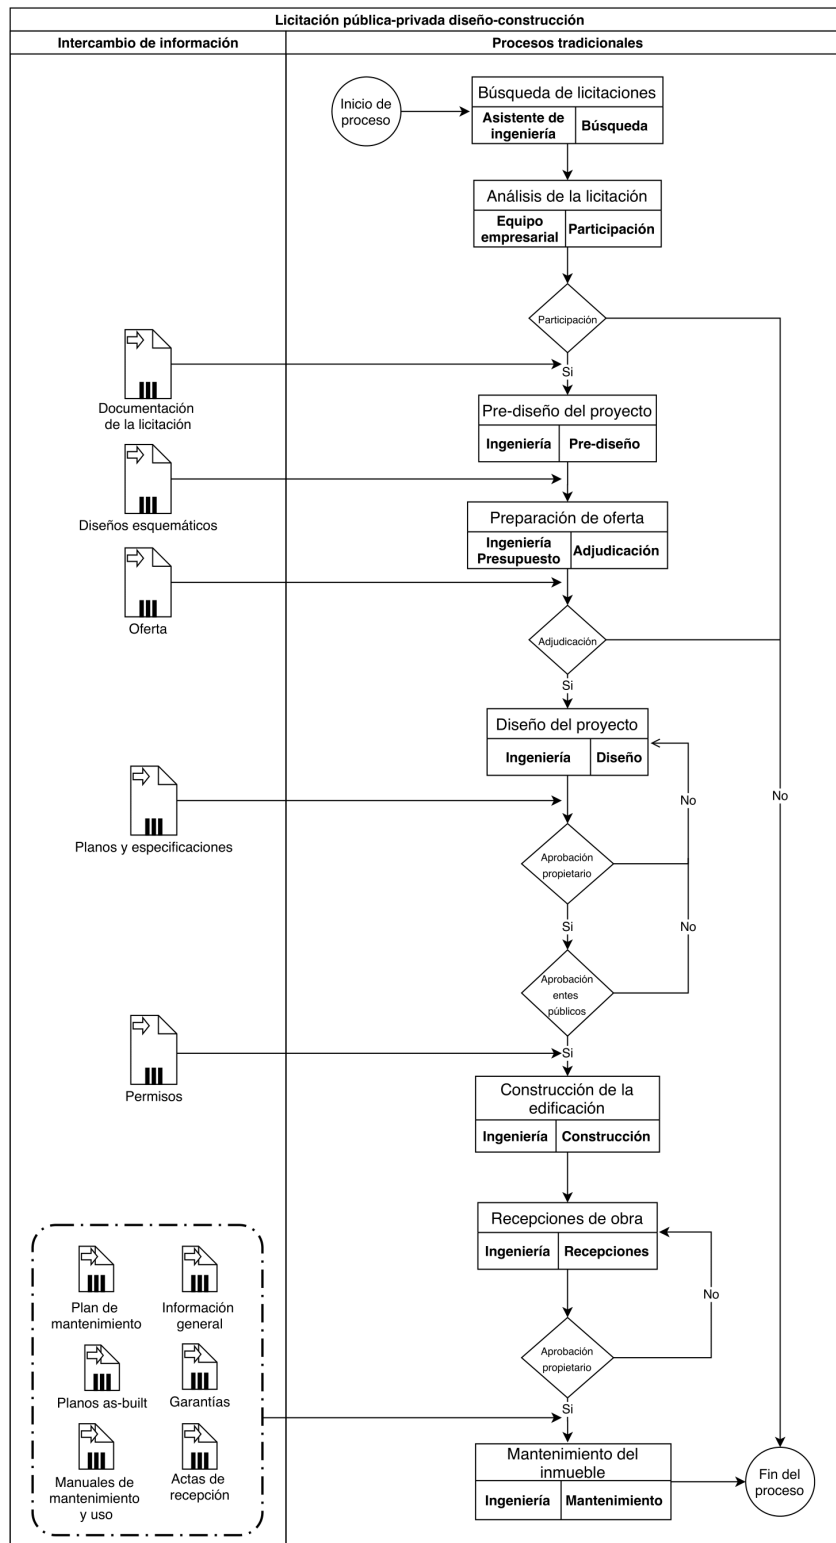 Licitación pública-privada diseño-construcción
Intercambio de información
Procesos tradicionales
Inicio de
proceso
Búsqueda de licitaciones
Asistente de
ingeniería
Búsqueda
Análisis de la licitación
Equipo
empresarial
Participación
Participación
Si
Documentación
de la licitación
Pre-diseño del proyecto
Ingeniería
Pre-diseño
Diseños esquemáticos
Preparación de oferta
Ingeniería
Presupuesto
Adjudicación
Oferta
Adjudicación
Si
Diseño del proyecto
Ingeniería
Diseño
No
No
Planos y especificaciones
Aprobación
propietario
Si
No
Aprobación
entes
públicos
Si
Permisos
Construcción de la
edificación
Ingeniería
Construcción
Recepciones de obra
Ingeniería
Recepciones
No
Aprobación
propietario
Si
Plan de
mantenimiento
Información
general
Planos as-built
Garantías
Manuales de
mantenimiento
y uso
Actas de
recepción
Mantenimiento del
inmueble
Ingeniería
Mantenimiento
Fin del
proceso